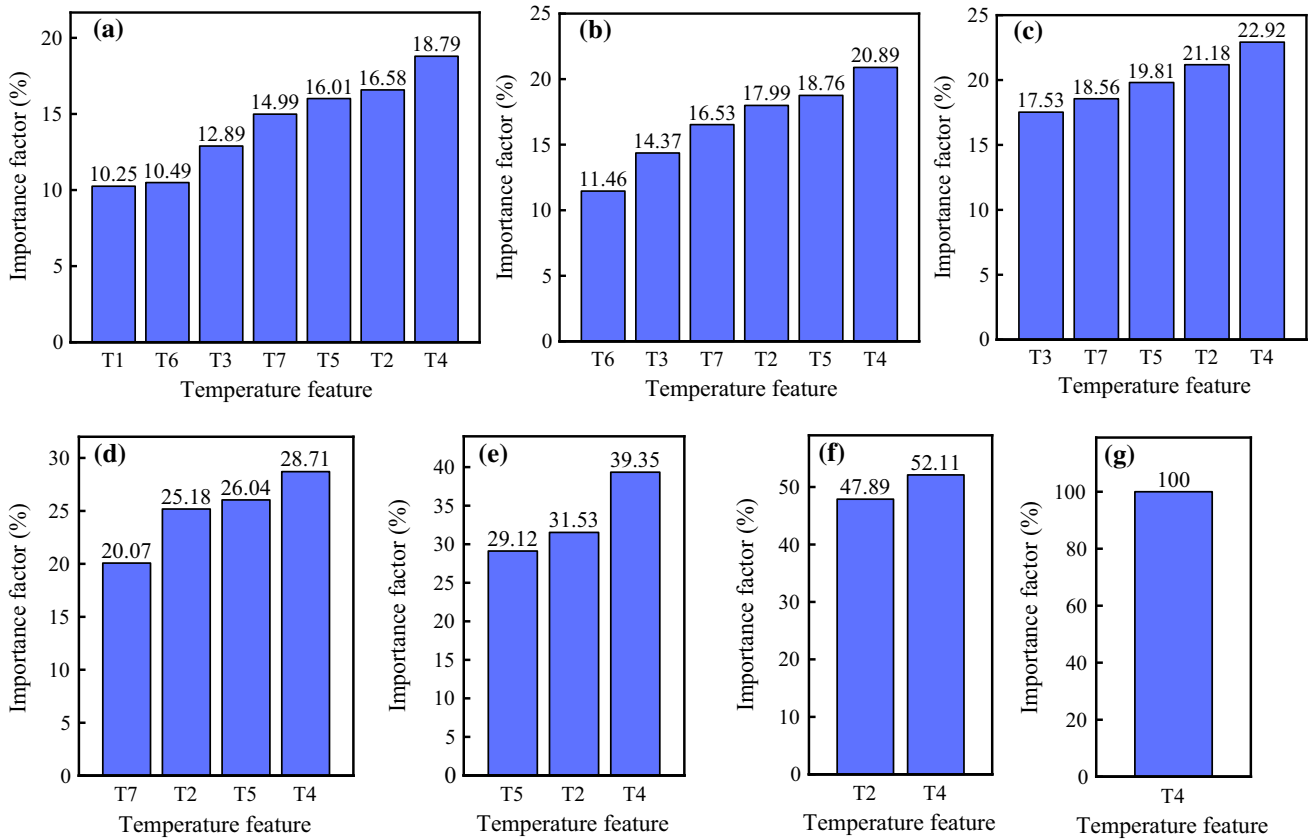 (a)
Importance factor (%)
20
15
10
5
0
10.25
10.49
12.89
14.99
16.01
16.58
18.79
T1 T6 T3 T7 T5 T2 T4
Temperature feature
(b)
Importance factor (%)
25
20
15
10
5
0
11.46
14.37
16.53
17.99
18.76
20.89
T6 T3 T7 T2 T5 T4
Temperature feature
(c)
Importance factor (%)
25
20
15
10
5
0
17.53
18.56
19.81
21.18
22.92
T3 T7 T5 T2 T4
Temperature feature
(d)
Importance factor (%)
30
25
20
15
10
5
0
20.07
25.18
26.04
28.71
T7 T2 T5 T4
Temperature feature
(e)
Importance factor (%)
40
35
30
25
20
15
10
5
0
29.12
31.53
39.35
T5 T2 T4
Temperature feature
(f)
Importance factor (%)
50
40
30
20
10
0
47.89
52.11
T2 T4
Temperature feature
(g)
Importance factor (%)
100
80
60
40
20
0
100
T4
Temperature feature